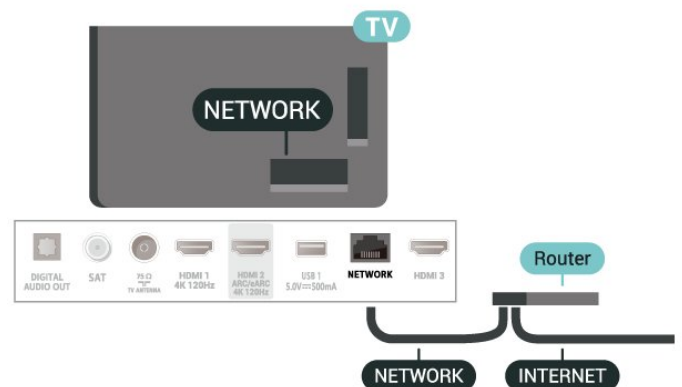 TV
NETWORK
DIGITAL
AUDIO OUT
SAT
75 Ω
TV ANTENNA
HDMI 1
4K 120Hz
HDMI 2
ARC/eARC
4K 120Hz
USB 1
5.0V⎓500mA
NETWORK
HDMI 3
Router
NETWORK
INTERNET